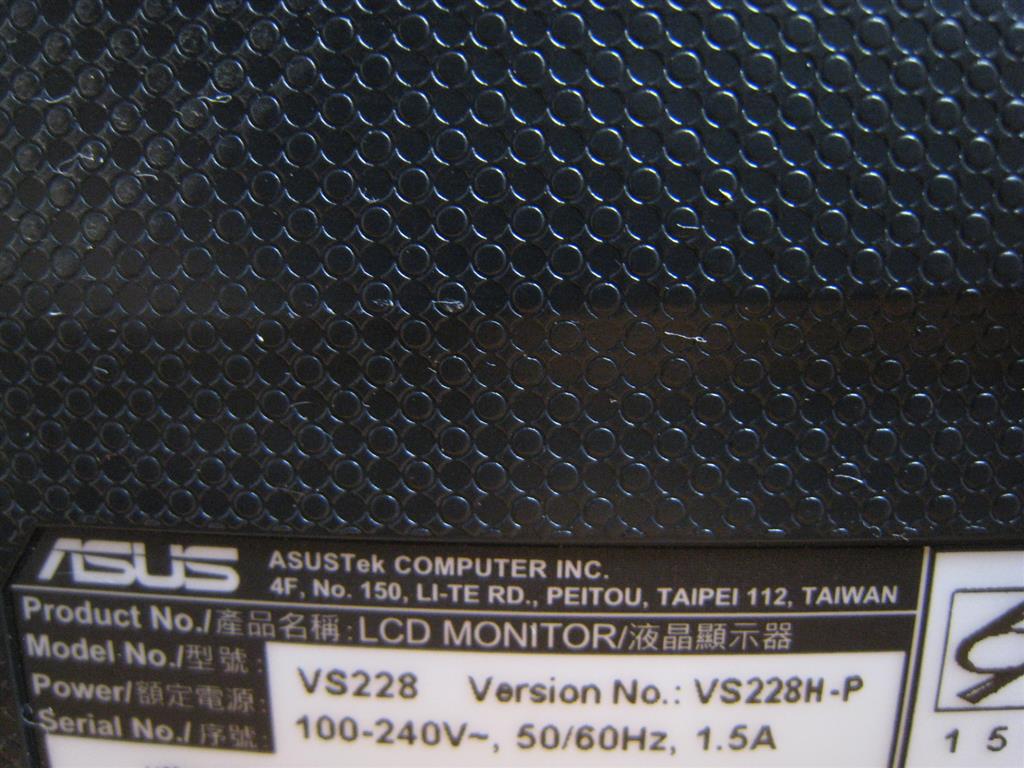 ASUS
ASUSTek COMPUTER INC.
4F, No. 150, LI-TE RD., PEITOU, TAIPEI 112, TAIWAN
Product No./產品名稱: LCD MONITOR/液晶顯示器
Model No./型號: VS228 Version No.: VS228H-P
Power/額定電源: 100-240V~, 50/60Hz, 1.5A
Serial No./序號:
1 5